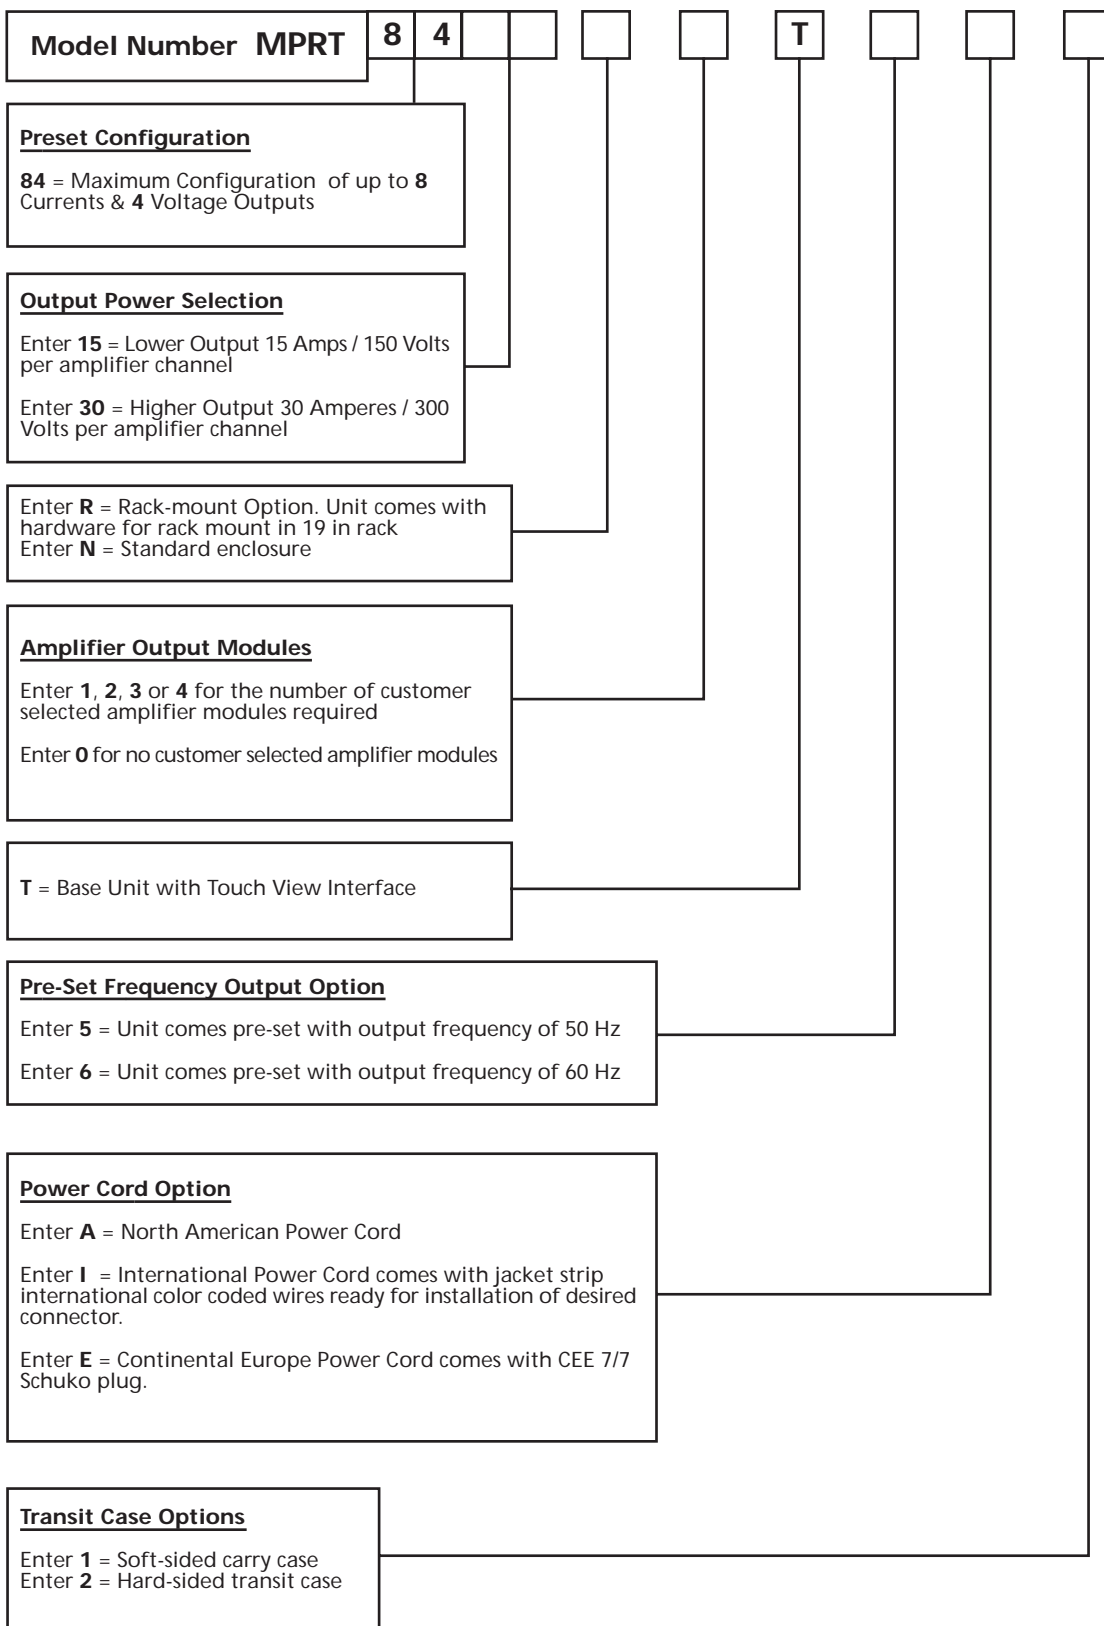 Model Number MPRT 8 4 T
Preset Configuration
84 = Maximum Configuration of up to 8
Currents & 4 Voltage Outputs
Output Power Selection
Enter 15 = Lower Output 15 Amps / 150 Volts
per amplifier channel
Enter 30 = Higher Output 30 Amperes / 300
Volts per amplifier channel
Enter R = Rack-mount Option. Unit comes with
hardware for rack mount in 19 in rack
Enter N = Standard enclosure
Amplifier Output Modules
Enter 1, 2, 3 or 4 for the number of customer
selected amplifier modules required
Enter 0 for no customer selected amplifier modules
T = Base Unit with Touch View Interface
Pre-Set Frequency Output Option
Enter 5 = Unit comes pre-set with output frequency of 50 Hz
Enter 6 = Unit comes pre-set with output frequency of 60 Hz
Power Cord Option
Enter A = North American Power Cord
Enter I = International Power Cord comes with jacket strip
international color coded wires ready for installation of desired
connector.
Enter E = Continental Europe Power Cord comes with CEE 7/7
Schuko plug.
Transit Case Options
Enter 1 = Soft-sided carry case
Enter 2 = Hard-sided transit case